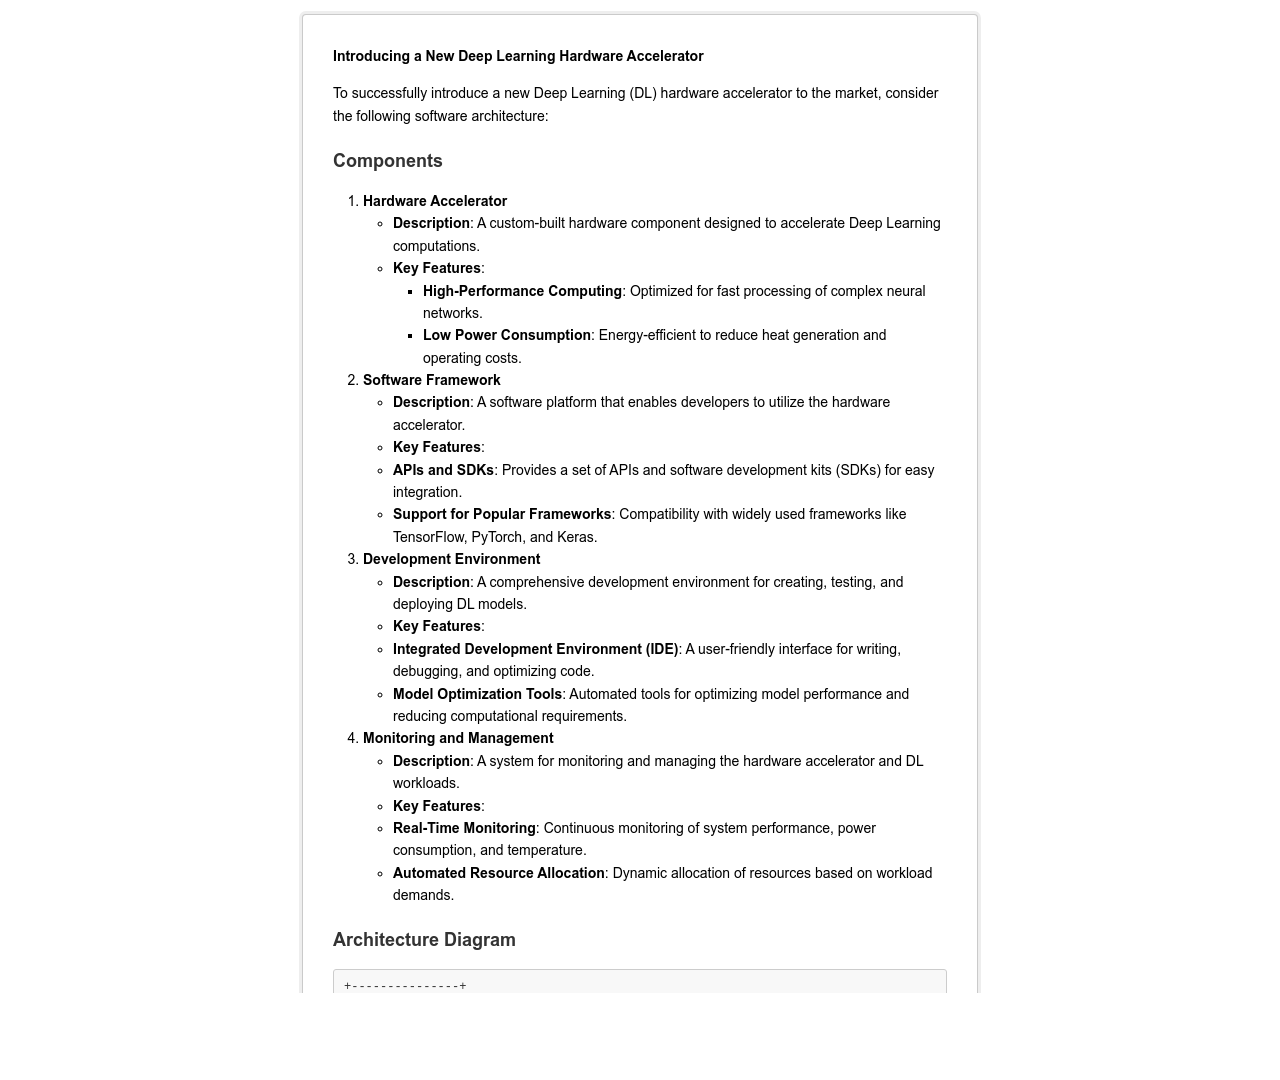 Introducing a New Deep Learning Hardware Accelerator
To successfully introduce a new Deep Learning (DL) hardware accelerator to the market, consider
the following software architecture:
Components
1. Hardware Accelerator
◦ Description: A custom-built hardware component designed to accelerate Deep Learning
computations.
◦ Key Features:
▪ High-Performance Computing: Optimized for fast processing of complex neural
networks.
▪ Low Power Consumption: Energy-efficient to reduce heat generation and
operating costs.
2. Software Framework
◦ Description: A software platform that enables developers to utilize the hardware
accelerator.
◦ Key Features:
◦ APIs and SDKs: Provides a set of APIs and software development kits (SDKs) for easy
integration.
◦ Support for Popular Frameworks: Compatibility with widely used frameworks like
TensorFlow, PyTorch, and Keras.
3. Development Environment
◦ Description: A comprehensive development environment for creating, testing, and
deploying DL models.
◦ Key Features:
◦ Integrated Development Environment (IDE): A user-friendly interface for writing,
debugging, and optimizing code.
◦ Model Optimization Tools: Automated tools for optimizing model performance and
reducing computational requirements.
4. Monitoring and Management
◦ Description: A system for monitoring and managing the hardware accelerator and DL
workloads.
◦ Key Features:
◦ Real-Time Monitoring: Continuous monitoring of system performance, power
consumption, and temperature.
◦ Automated Resource Allocation: Dynamic allocation of resources based on workload
demands.
Architecture Diagram
+---------------+